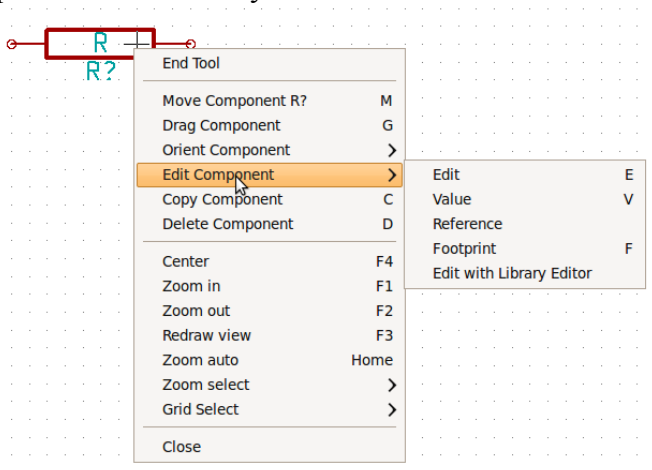 R
R?
End Tool
Move Component R? M
Drag Component G
Orient Component
Edit Component
Copy Component C
Delete Component D
Center F4
Zoom in F1
Zoom out F2
Redraw view F3
Zoom auto Home
Zoom select
Grid Select
Close
Edit E
Value V
Reference
Footprint F
Edit with Library Editor